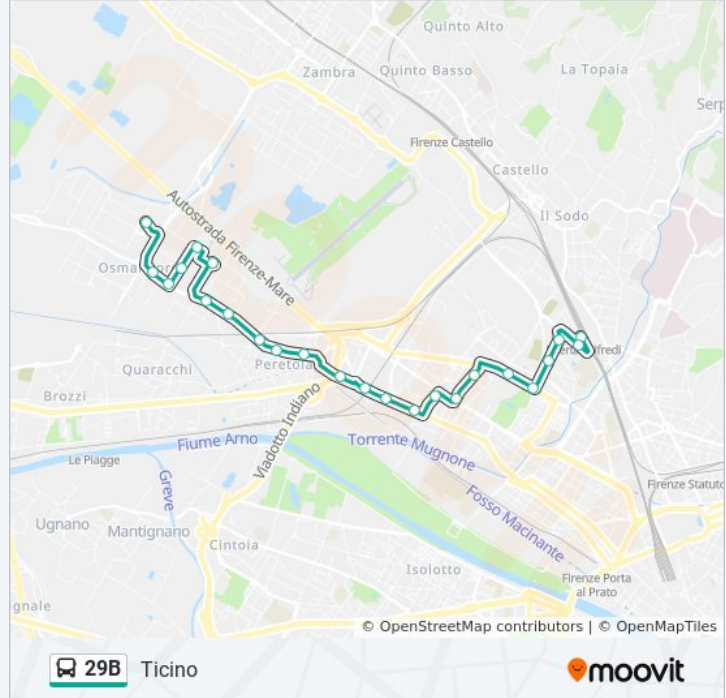 Quinto Alto
Zambra
Quinto Basso
La Topaia
Serp
Firenze Castello
Castello
Il Sodo
Autostrada Firenze-Mare
Osma
Peretola
Quaracchi
Brozzi
Viadotto Indiano
Fiume Arno
Torrente Mugnone
Le Piagge
Greve
Fosso Macinante
Firenze Statuto
Ugnano
Mantignano
Cintoia
Isolotto
Firenze Porta
al Prato
gnale
© OpenStreetMap contributors | © OpenMapTiles
29B Ticino
moovit